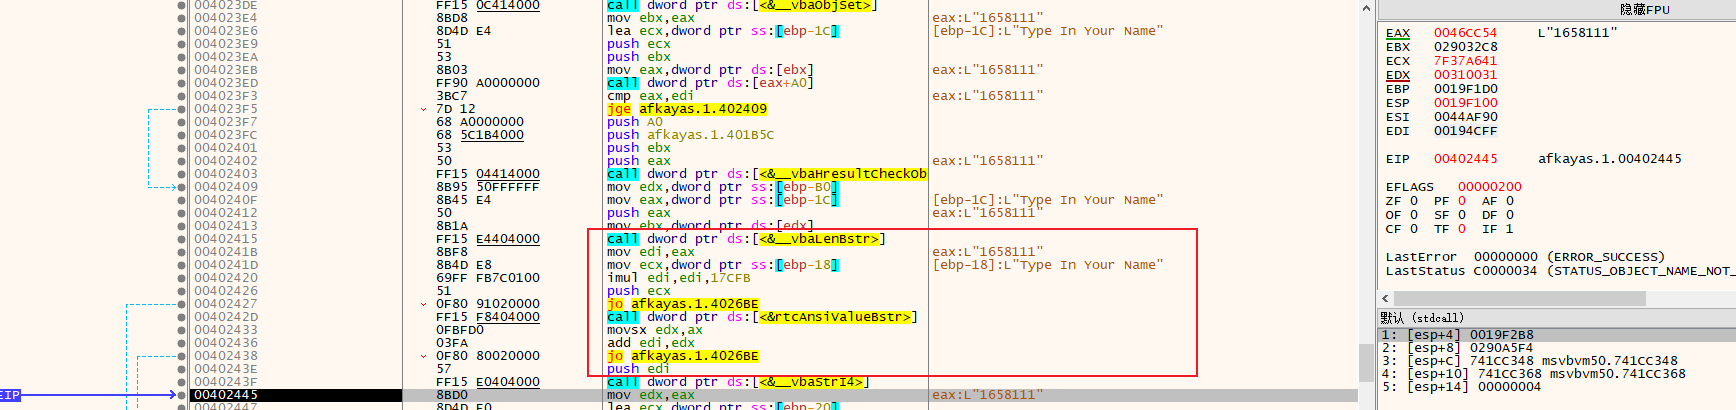 004023DE FF15 0C414000 call dword ptr ds:[<&__vbaObjSet>]
004023E4 8BD8 mov ebx,eax eax:L"1658111"
004023E6 8D4D E4 lea ecx,dword ptr ss:[ebp-1C] [ebp-1C]:L"Type In Your Name"
004023E9 51 push ecx
004023EA 53 push ebx
004023EB 8B03 mov eax,dword ptr ds:[ebx] eax:L"1658111"
004023ED FF90 A0000000 call dword ptr ds:[eax+A0]
004023F3 3BC7 cmp eax,edi eax:L"1658111"
004023F5 7D 12 jge afkayas.1.402409
004023F7 68 A0000000 push A0
004023FC 68 5C1B4000 push afkayas.1.401B5C
00402401 53 push ebx
00402402 50 push eax eax:L"1658111"
00402403 FF15 04414000 call dword ptr ds:[<&__vbaHresultCheckOb
00402409 8B95 50FFFFFF mov edx,dword ptr ss:[ebp-B0]
0040240F 8B45 E4 mov eax,dword ptr ss:[ebp-1C] [ebp-1C]:L"Type In Your Name"
00402412 50 push eax eax:L"1658111"
00402413 8B1A mov ebx,dword ptr ds:[edx]
00402415 FF15 E4404000 call dword ptr ds:[<&__vbaLenBstr>]
0040241B 8BF8 mov edi,eax eax:L"1658111"
0040241D 8B4D E8 mov ecx,dword ptr ss:[ebp-18] [ebp-18]:L"Type In Your Name"
00402420 69FF FB7C0100 imul edi,edi,17CFB
00402426 51 push ecx
00402427 0F80 91020000 jo afkayas.1.4026BE
0040242D FF15 F8404000 call dword ptr ds:[<&rtcAnsiValueBstr>]
00402433 0FBFD0 movsx edx,ax
00402436 03FA add edi,edx
00402438 0F80 80020000 jo afkayas.1.4026BE
0040243E 57 push edi
0040243F FF15 E0404000 call dword ptr ds:[<&__vbaStrI4>]
EIP 00402445 8BD0 mov edx,eax eax:L"1658111"
00402447 8D4D E0 lea ecx,dword ptr ss:[ebp-20]
隐藏FPU
EAX 0046CC54 L"1658111"
EBX 029032C8
ECX 7F37A641
EDX 00310031
EBP 0019F1D0
ESP 0019F100
ESI 0044AF90
EDI 00194CFF
EIP 00402445 afkayas.1.00402445
EFLAGS 00000200
ZF 0 PF 0 AF 0
OF 0 SF 0 DF 0
CF 0 TF 0 IF 1
LastError 00000000 (ERROR_SUCCESS)
LastStatus C0000034 (STATUS_OBJECT_NAME_NOT_
默认 (stdcall)
1: [esp+4] 0019F2B8
2: [esp+8] 0290A5F4
3: [esp+C] 741CC348 msvbvm50.741CC348
4: [esp+10] 741CC368 msvbvm50.741CC368
5: [esp+14] 00000004